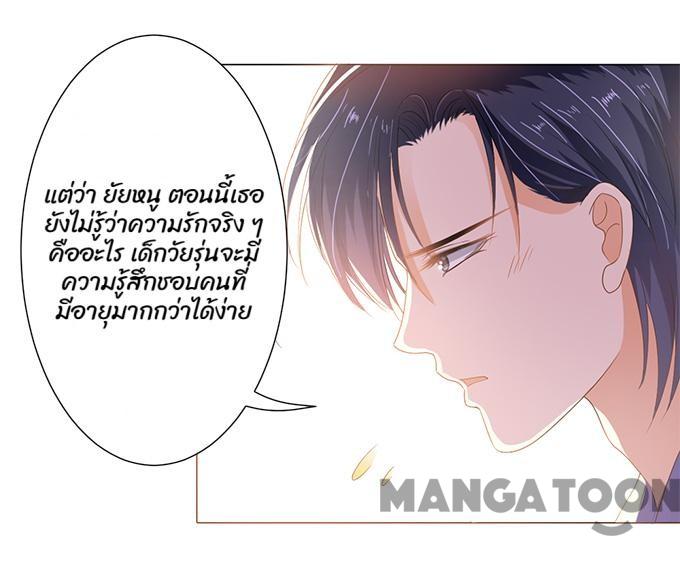 แต่ว่า ยัยหนู ตอนนี้เธอ
ยังไม่รู้ว่าความรักจริง ๆ
คืออะไร เด็กวัยรุ่นจะมี
ความรู้สึกชอบคนที่
มีอายุมากกว่าได้ง่าย
MANGATOON